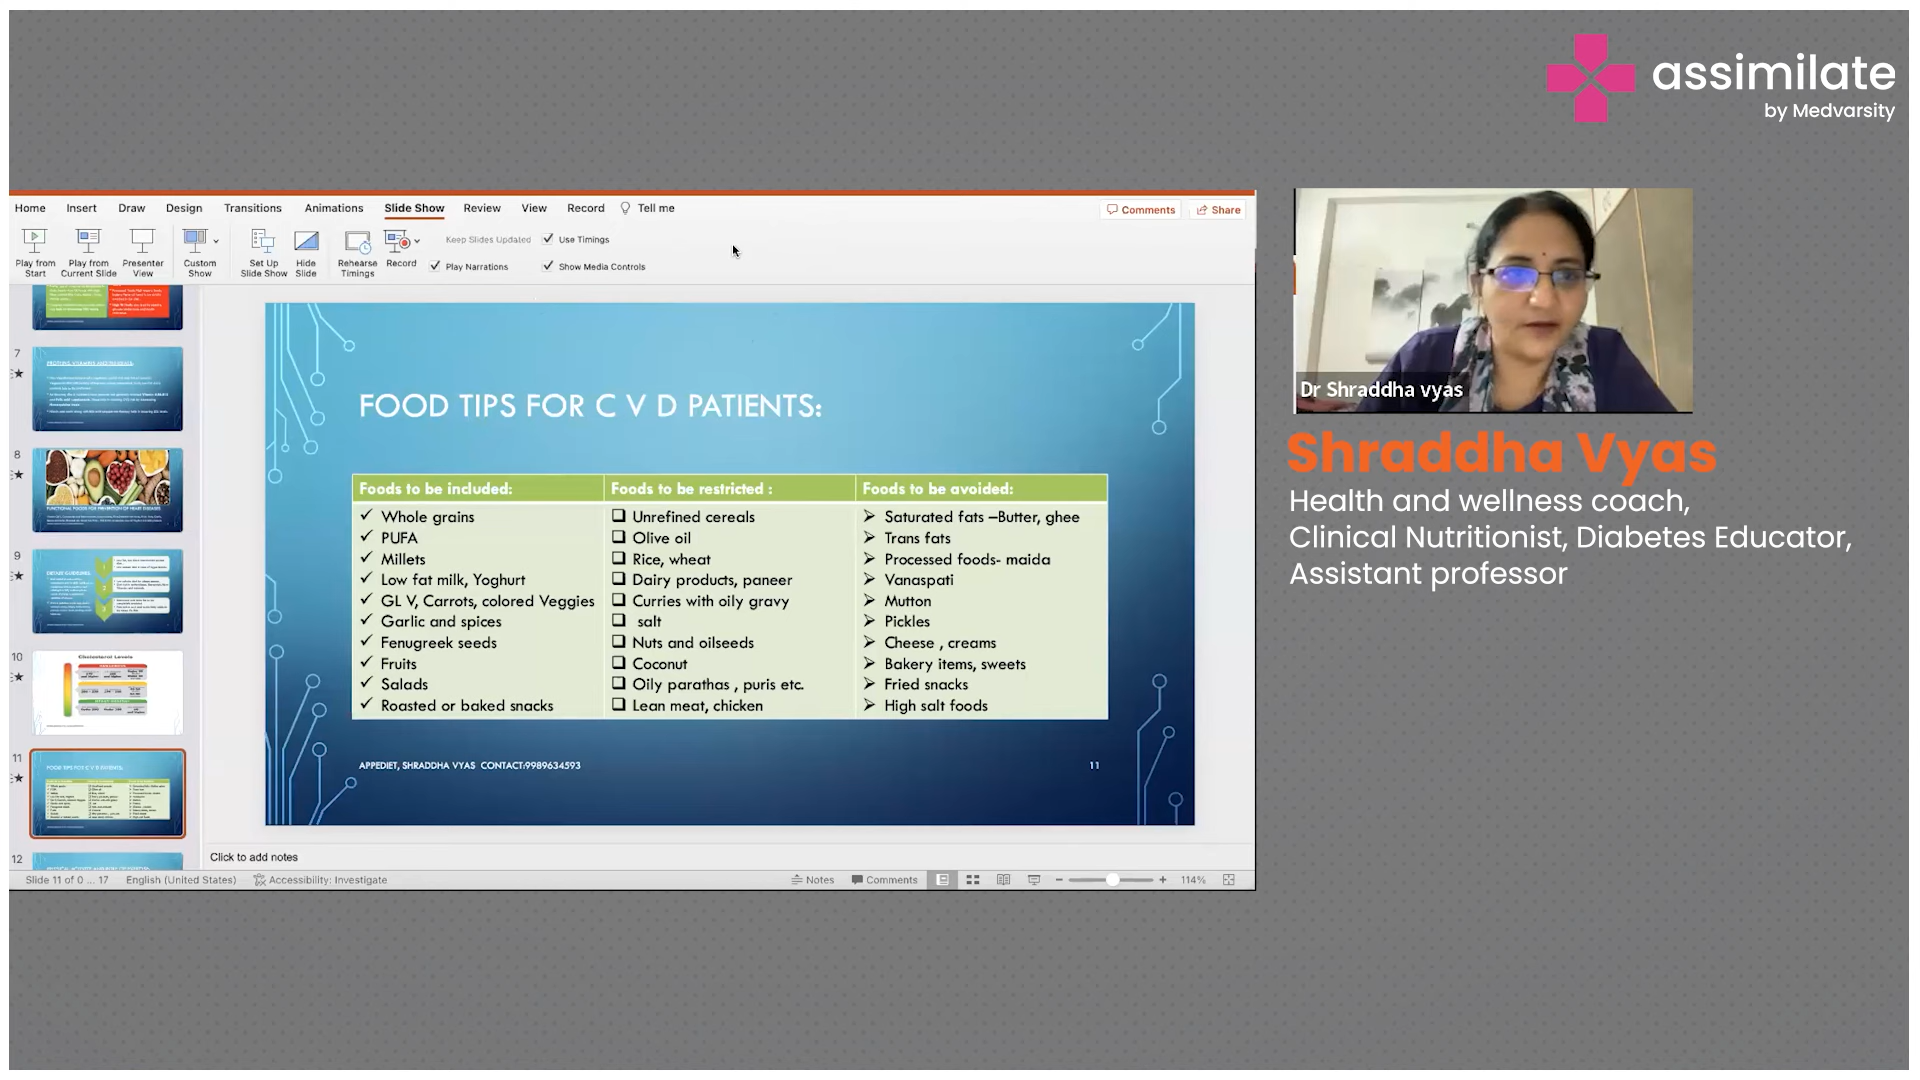 assimilate
by Medvarsity
Home Insert Draw Design Transitions Animations Slide Show Review View Record Tell me
Comments Share
Play from Start
Play from Current Slide
Presenter View
Custom Show
Set Up Slide Show
Hide Slide
Rehearse Timings
Record
Keep Slides Updated
Use Timings
Play Narrations
Show Media Controls
7
8
9
10
Cholesterol Levels
11
12
FOOD TIPS FOR C V D PATIENTS:
Foods to be included:
Whole grains
PUFA
Millets
Low fat milk, Yoghurt
GL V, Carrots, colored Veggies
Garlic and spices
Fenugreek seeds
Fruits
Salads
Roasted or baked snacks
Foods to be restricted :
Unrefined cereals
Olive oil
Rice, wheat
Dairy products, paneer
Curries with oily gravy
salt
Nuts and oilseeds
Coconut
Oily parathas , puris etc.
Lean meat, chicken
Foods to be avoided:
Saturated fats –Butter, ghee
Trans fats
Processed foods- maida
Vanaspati
Mutton
Pickles
Cheese , creams
Bakery items, sweets
Fried snacks
High salt foods
APPEDIET, SHRADDHA VYAS CONTACT:9989634593
11
Click to add notes
Slide 11 of 0 ... 17 English (United States) Accessibility: Investigate
Notes Comments 114%
Dr Shraddha vyas
Shraddha Vyas
Health and wellness coach,
Clinical Nutritionist, Diabetes Educator,
Assistant professor